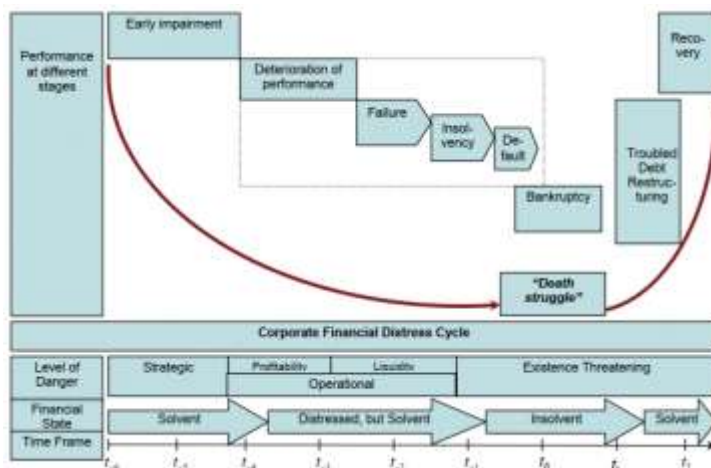 Early impairment
Performance
at different
stages
Deterioration of
performance
Failure
Insol-
vency
De-
fault
Bankruptcy
Reco-
very
Troubled
Debt
Restruc-
turing
"Death
struggle"
Corporate Financial Distress Cycle
Level of
Danger
Strategic
Profitability
Liquidity
Operational
Existence Threatening
Financial
State
Solvent
Distressed, but Solvent
Insolvent
Solvent
Time Frame